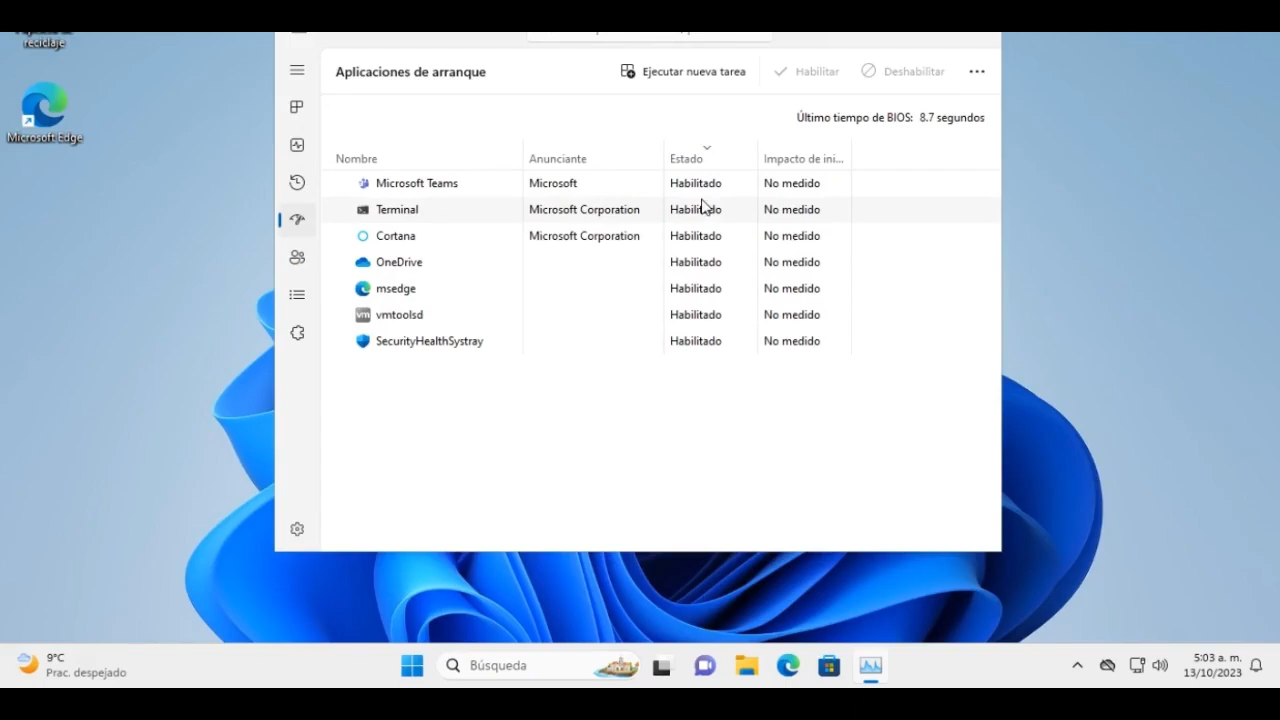 reciclaje
Microsoft Edge
Aplicaciones de arranque
Ejecutar nueva tarea
Habilitar
Deshabilitar
Último tiempo de BIOS: 8.7 segundos
Nombre Anunciante Estado Impacto de ini...
Microsoft Teams Microsoft Habilitado No medido
Terminal Microsoft Corporation Habilitado No medido
Cortana Microsoft Corporation Habilitado No medido
OneDrive Habilitado No medido
msedge Habilitado No medido
vm vmtoolsd Habilitado No medido
SecurityHealthSystray Habilitado No medido
9°C
Prac. despejado
Búsqueda
5:03 a. m.
13/10/2023